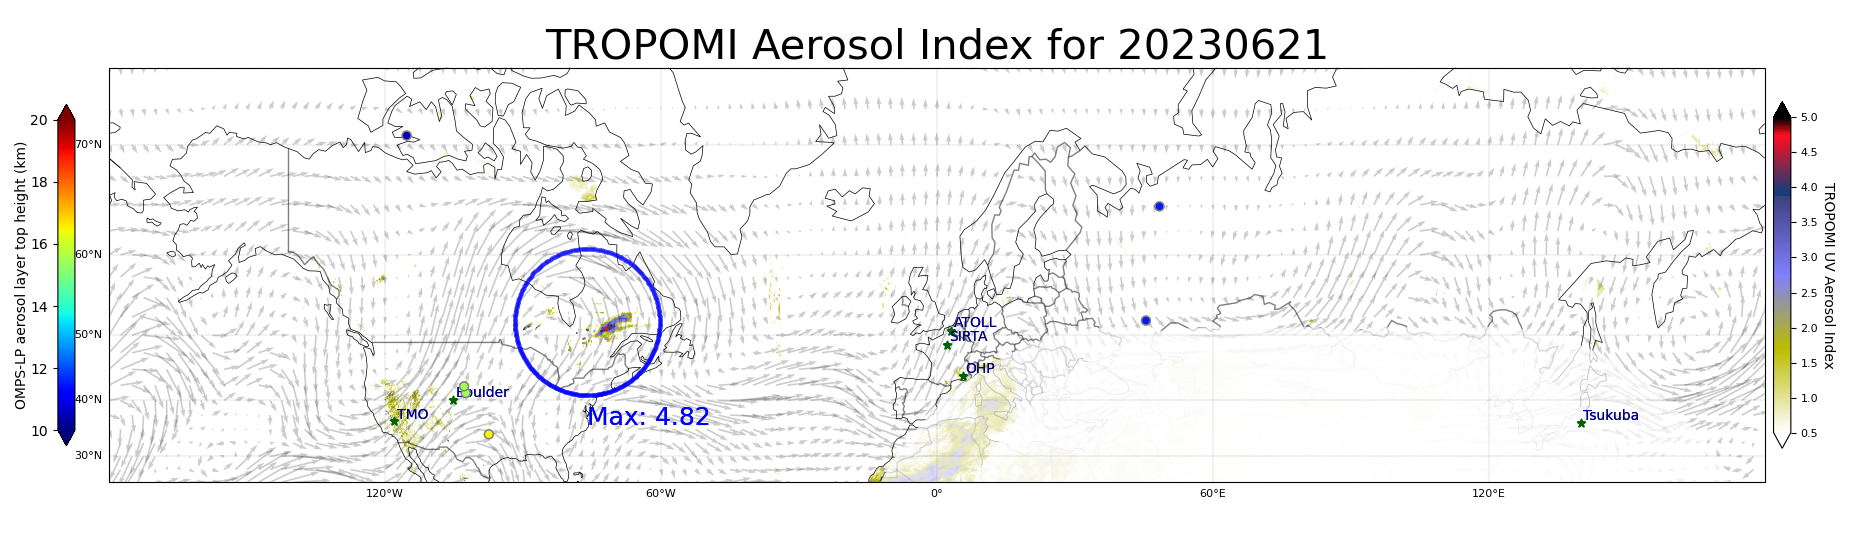 TROPOMI Aerosol Index for 20230621
OMPS-LP aerosol layer top height (km)
20
18
16
14
12
10
70°N
60°N
50°N
40°N
30°N
120°W
60°W
0°
60°E
120°E
ATOLL
SIRTA
OHP
Boulder
TMO
Tsukuba
Max: 4.82
5.0
4.5
4.0
3.5
3.0
2.5
2.0
1.5
1.0
0.5
TROPOMI UV Aerosol Index